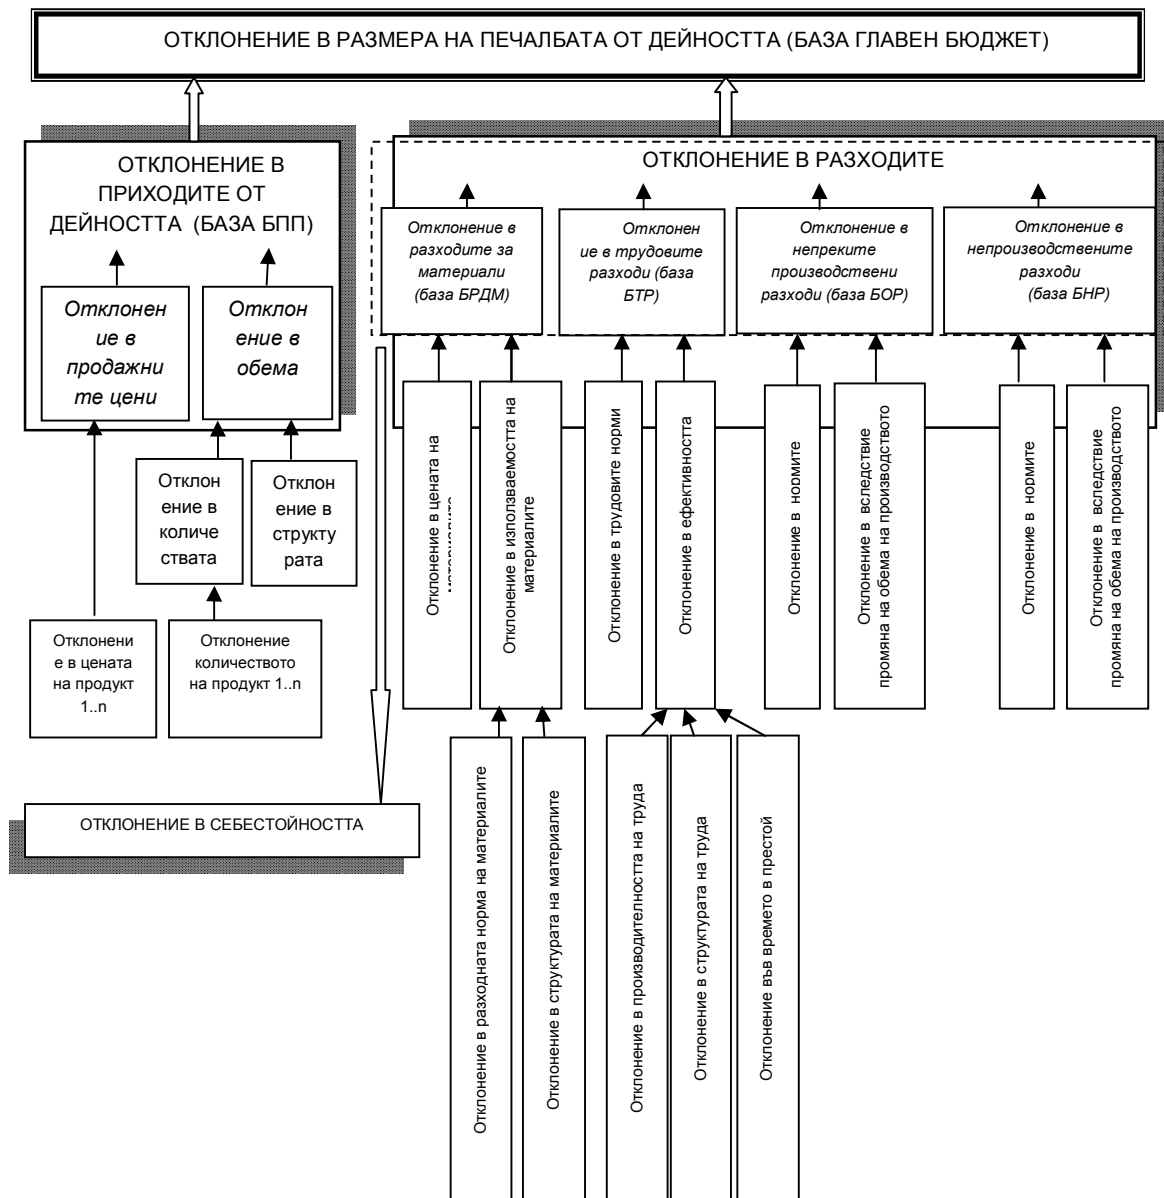 ОТКЛОНЕНИЕ В РАЗМЕРА НА ПЕЧАЛБАТА ОТ ДЕЙНОСТТА (БАЗА ГЛАВЕН БЮДЖЕТ)
ОТКЛОНЕНИЕ В
ПРИХОДИТЕ ОТ
ДЕЙНОСТТА (БАЗА БПП)
Отклонен
ие в
продажни
те цени
Отклон
ение в
обема
ОТКЛОНЕНИЕ В РАЗХОДИТЕ
Отклонение в
разходите за
материали
(база БРДМ)
Отклонен
ие в трудовите
разходи (база
БТР)
Отклонение в
непреките
производствени
разходи (база БОР)
Отклонение в
непроизводствените
разходи
(база БНР)
Отклон
ение в
количе
ствата
Отклон
ение в
структу
рата
Отклонени
е в цената
на продукт
1..n
Отклонение
количеството
на продукт 1..n
Отклонение в цената на
материалите
Отклонение в използваемостта на
материалите
Отклонение в трудовите норми
Отклонение в ефективността
Отклонение в нормите
Отклонение в вследствие
промяна на обема на производството
Отклонение в нормите
Отклонение в вследствие
промяна на обема на производството
ОТКЛОНЕНИЕ В СЕБЕСТОЙНОСТТА
Отклонение в разходната норма на материалите
Отклонение в структурата на материалите
Отклонение в производителността на труда
Отклонение в структурата на труда
Отклонение във времето в престой